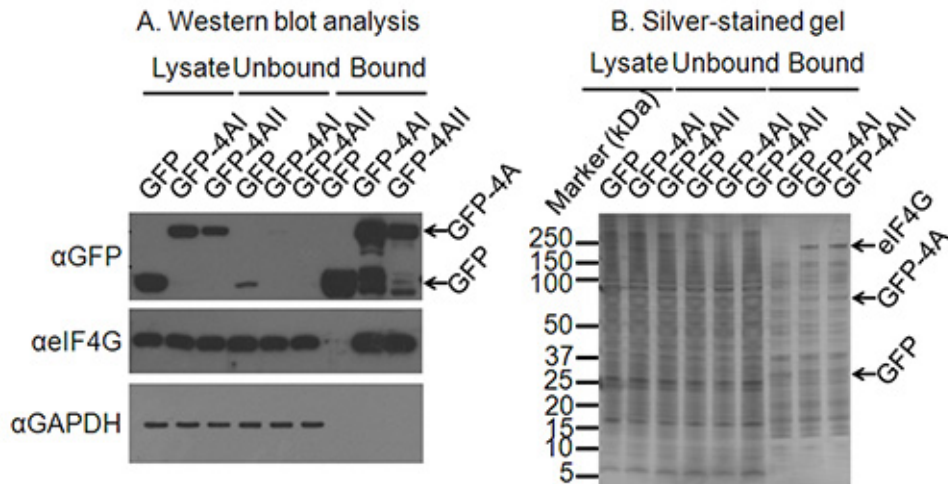 A. Western blot analysis
Lysate Unbound Bound
GFP
GFP-4AI
GFP-4AII
GFP
GFP-4AI
GFP-4AII
GFP
GFP-4AI
GFP-4AII
αGFP
GFP-4A
GFP
αeIF4G
αGAPDH
B. Silver-stained gel
Lysate Unbound Bound
Marker (kDa)
GFP
GFP-4AI
GFP-4AII
GFP
GFP-4AI
GFP-4AII
GFP
GFP-4AI
GFP-4AII
250
150
100
50
37
25
20
15
10
5
eIF4G
GFP-4A
GFP